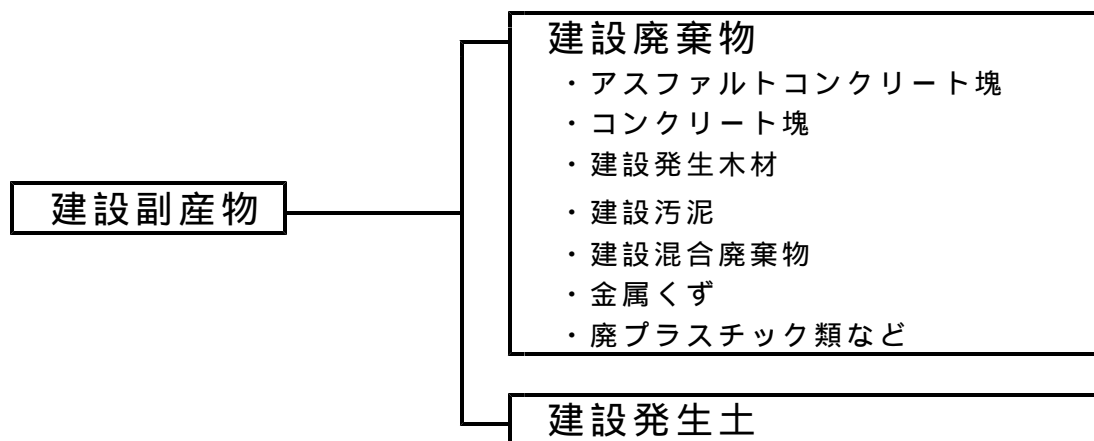 建設副産物
建設廃棄物
・アスファルトコンクリート塊
・コンクリート塊
・建設発生木材
・建設汚泥
・建設混合廃棄物
・金属くず
・廃プラスチック類など
建設発生土